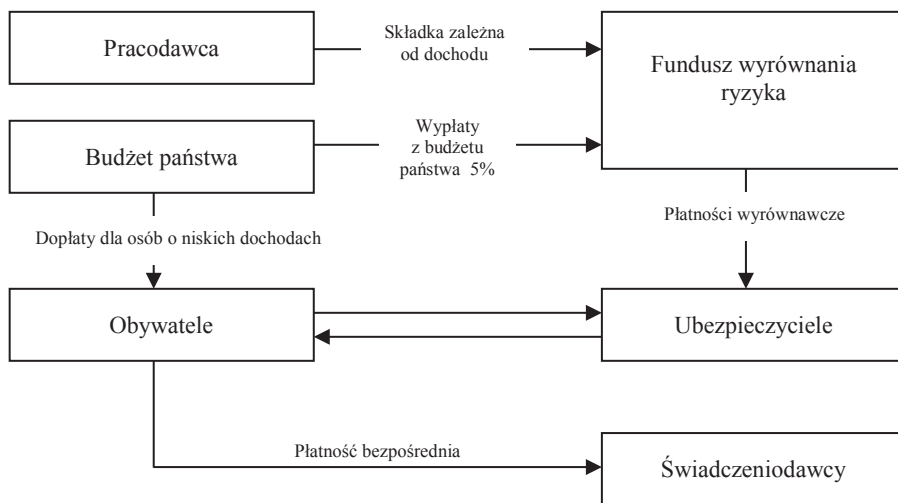 Pracodawca
Składka zależna
od dochodu
Fundusz wyrównania
ryzyka
Budżet państwa
Wypłaty
z budżetu
państwa 5%
Dopłaty dla osób o niskich dochodach
Płatności wyrównawcze
Obywatele
Ubezpieczyciele
Płatność bezpośrednia
Świadczeniodawcy